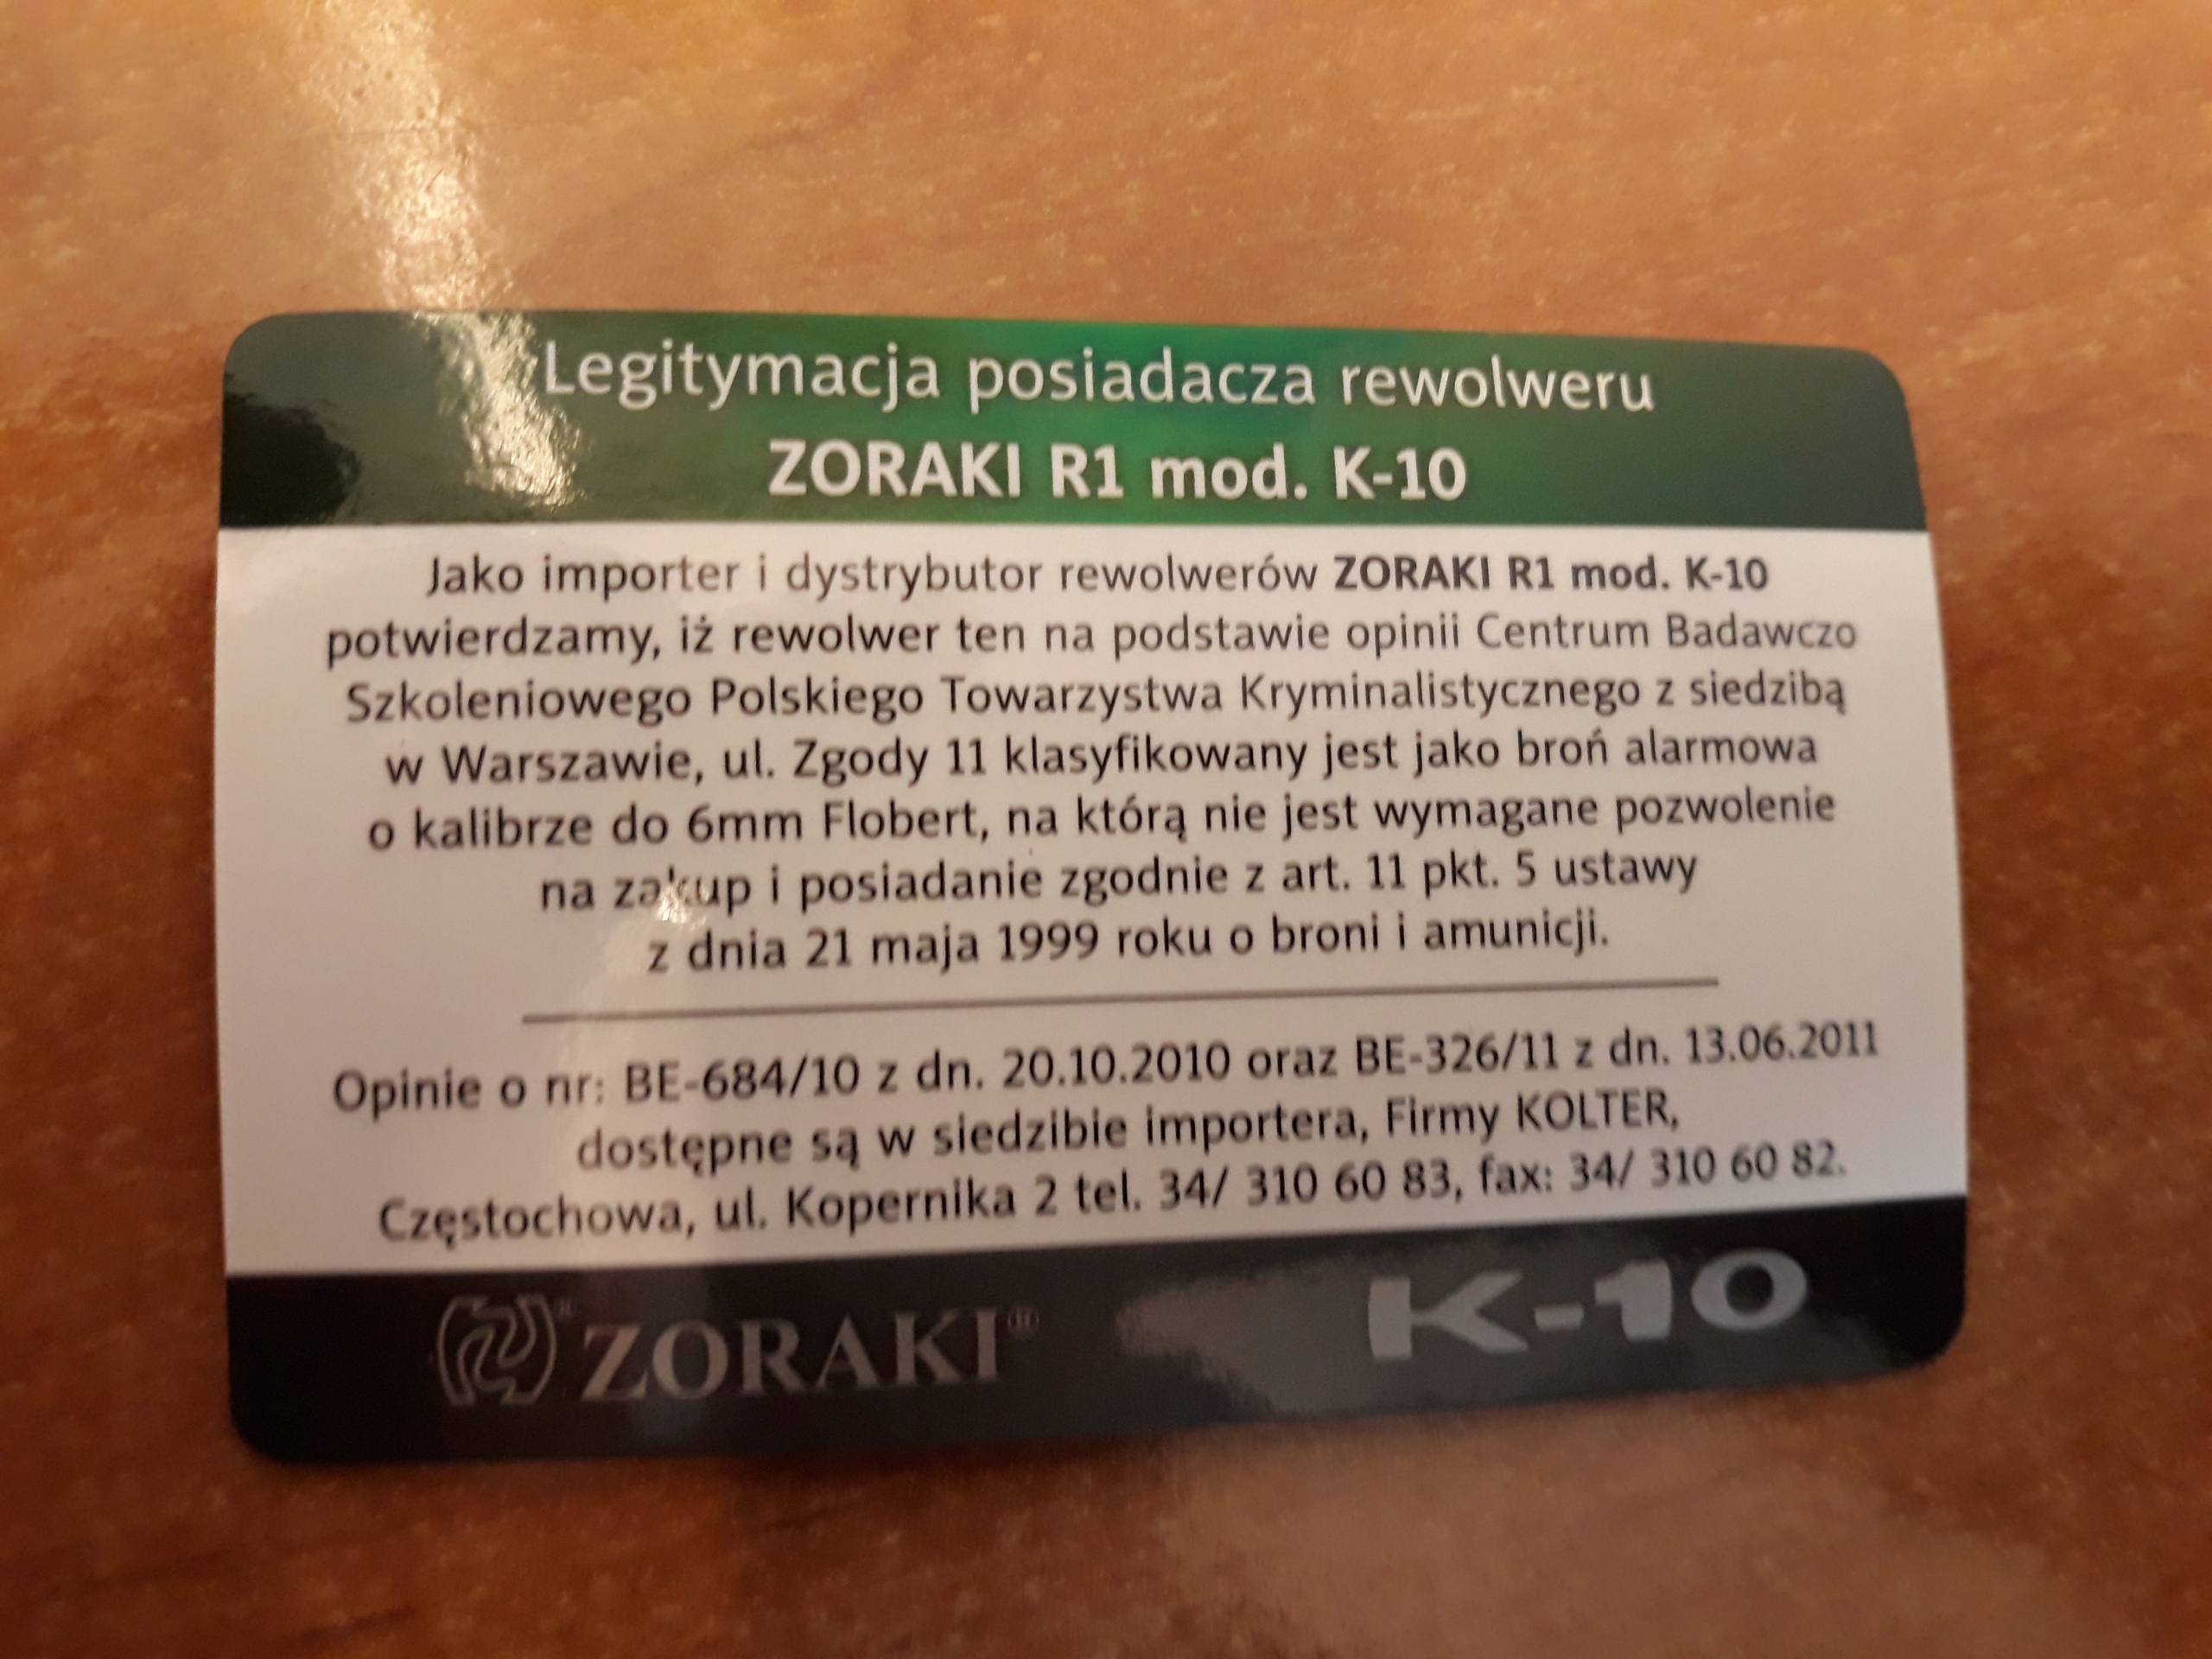 Legitymacja posiadacza rewolweru
ZORAKI R1 mod. K-10
Jako importer i dystrybutor rewolwerów ZORAKI R1 mod. K-10
potwierdzamy, iż rewolwer ten na podstawie opinii Centrum Badawczo
Szkoleniowego Polskiego Towarzystwa Kryminalistycznego z siedzibą
w Warszawie, ul. Zgody 11 klasyfikowany jest jako broń alarmowa
o kalibrze do 6mm Flobert, na którą nie jest wymagane pozwolenie
na zakup i posiadanie zgodnie z art. 11 pkt. 5 ustawy
z dnia 21 maja 1999 roku o broni i amunicji.
Opinie o nr: BE-684/10 z dn. 20.10.2010 oraz BE-326/11 z dn. 13.06.2011
dostępne są w siedzibie importera, Firmy KOLTER,
Częstochowa, ul. Kopernika 2 tel. 34/ 310 60 83, fax: 34/ 310 60 82.
ZORAKI® K-10